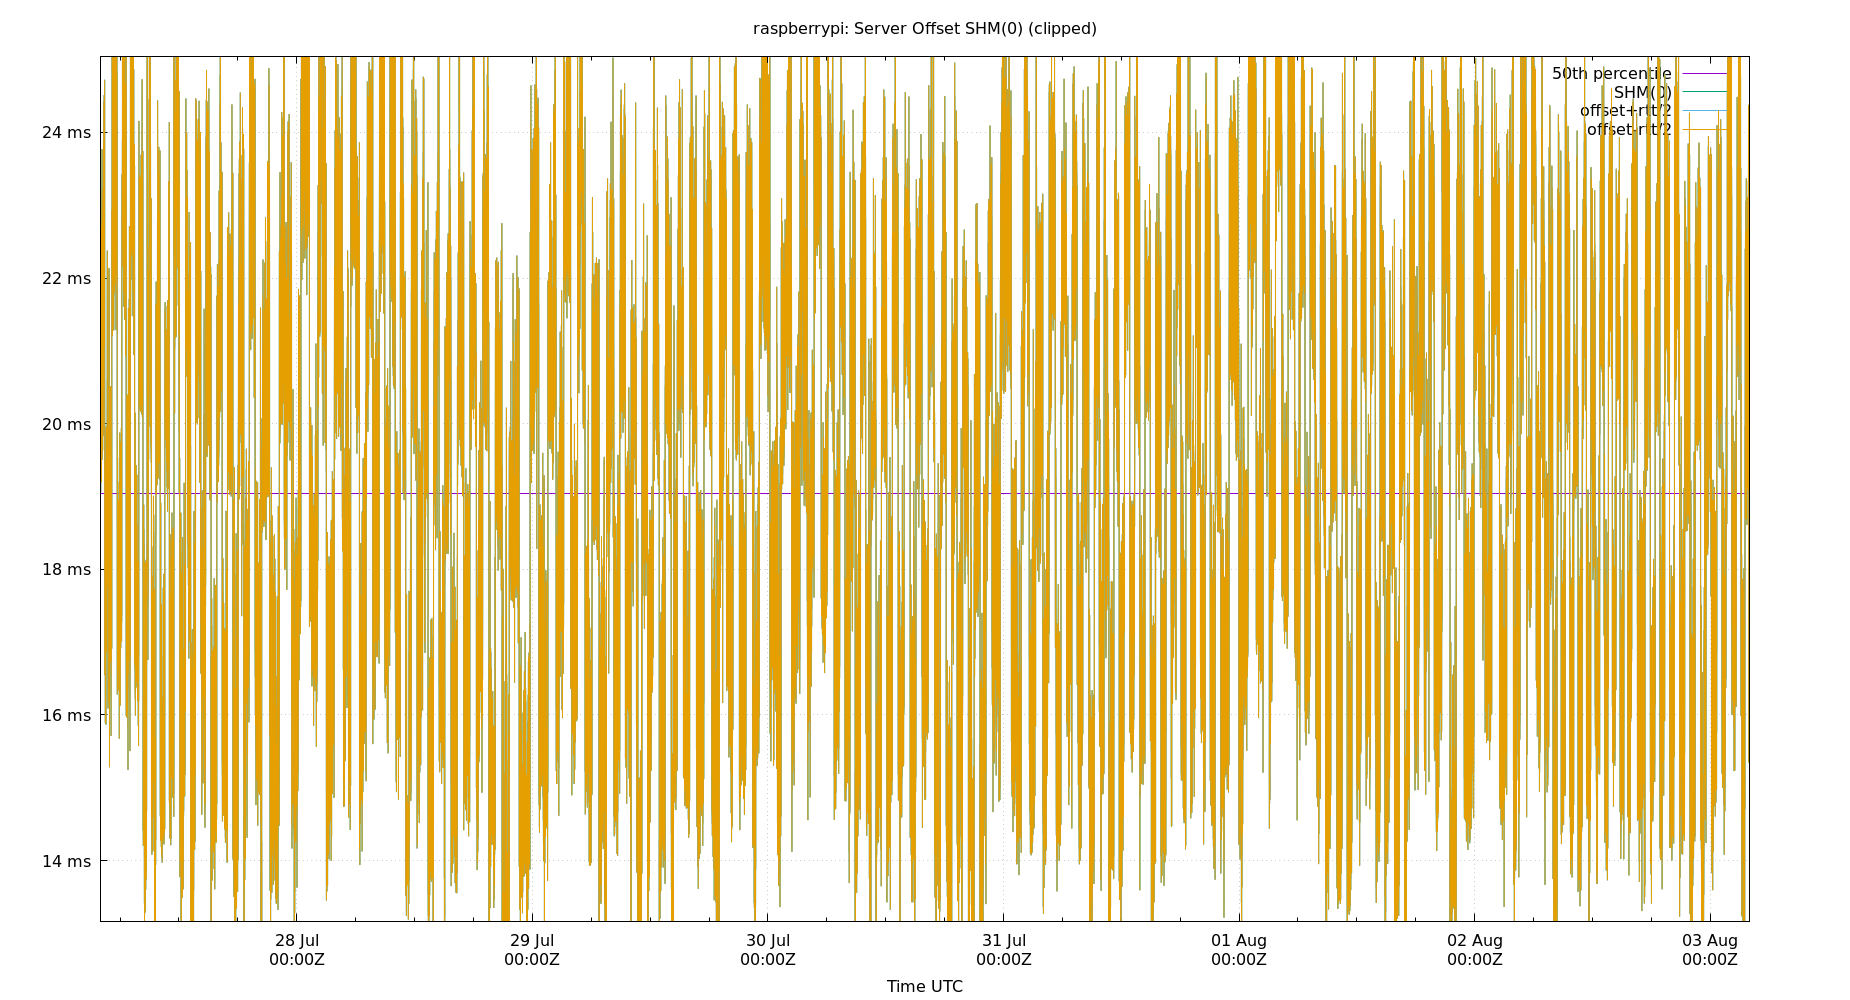 raspberrypi: Server Offset SHM(0) (clipped)
50th percentile
SHM(0)
offset+rtt/2
offset-rtt/2
24 ms
22 ms
20 ms
18 ms
16 ms
14 ms
28 Jul 29 Jul 30 Jul 31 Jul 01 Aug 02 Aug 03 Aug
00:00Z 00:00Z 00:00Z 00:00Z 00:00Z 00:00Z 00:00Z
Time UTC